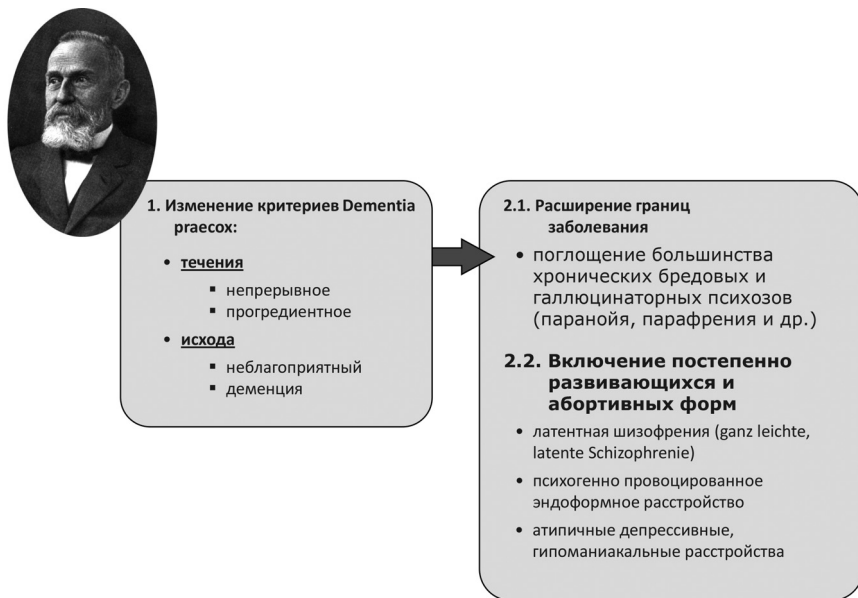 1. Изменение критериев Dementia
praecox:
• течения
▪ непрерывное
▪ прогредиентное
• исхода
▪ неблагоприятный
▪ деменция
2.1. Расширение границ
заболевания
• поглощение большинства
хронических бредовых и
галлюцинаторных психозов
(паранойя, парафрения и др.)
2.2. Включение постепенно
развивающихся и
абортивных форм
• латентная шизофрения (ganz leichte,
latente Schizophrenie)
• психогенно провоцированное
эндоформное расстройство
• атипичные депрессивные,
гипоманиакальные расстройства